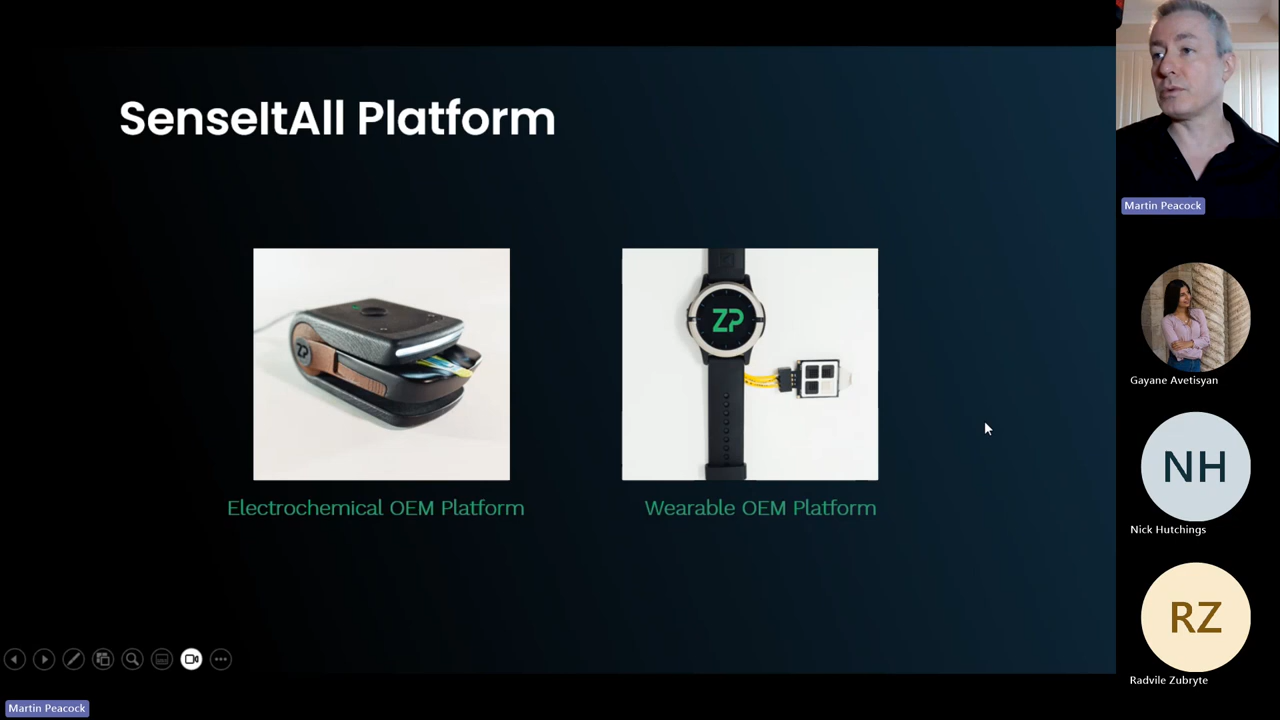 SenseItAll Platform
ZP
ZP
Electrochemical OEM Platform
Wearable OEM Platform
Martin Peacock
Martin Peacock
Gayane Avetisyan
NH
Nick Hutchings
RZ
Radvile Zubryte